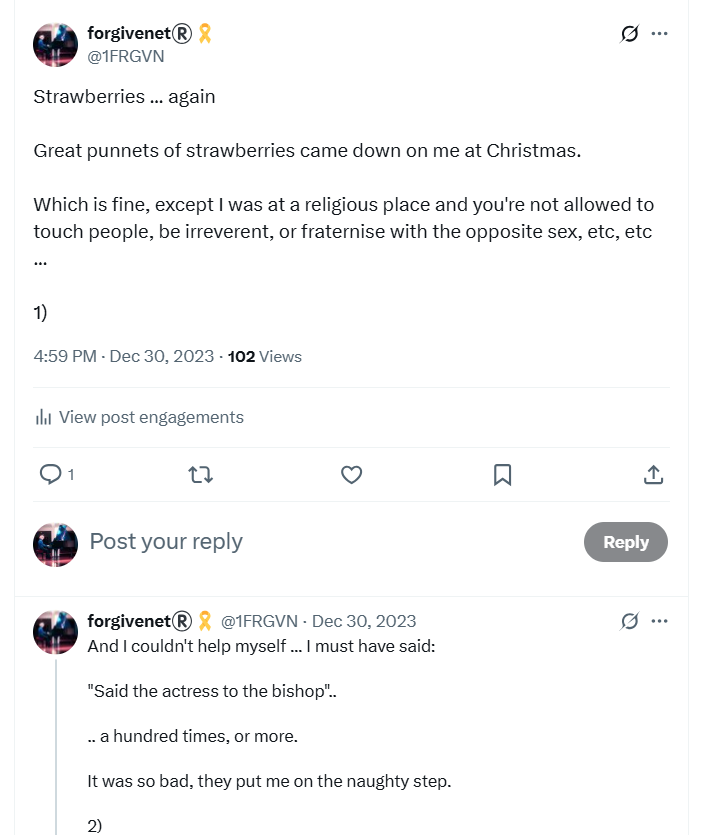 forgivenet®🎗
@1FRGVN
Strawberries ... again
Great punnets of strawberries came down on me at Christmas.
Which is fine, except I was at a religious place and you're not allowed to
touch people, be irreverent, or fraternise with the opposite sex, etc, etc
...
1)
4:59 PM · Dec 30, 2023 · 102 Views
View post engagements
1
Post your reply
Reply
forgivenet®🎗 @1FRGVN · Dec 30, 2023
And I couldn't help myself ... I must have said:
"Said the actress to the bishop"..
.. a hundred times, or more.
It was so bad, they put me on the naughty step.
2)